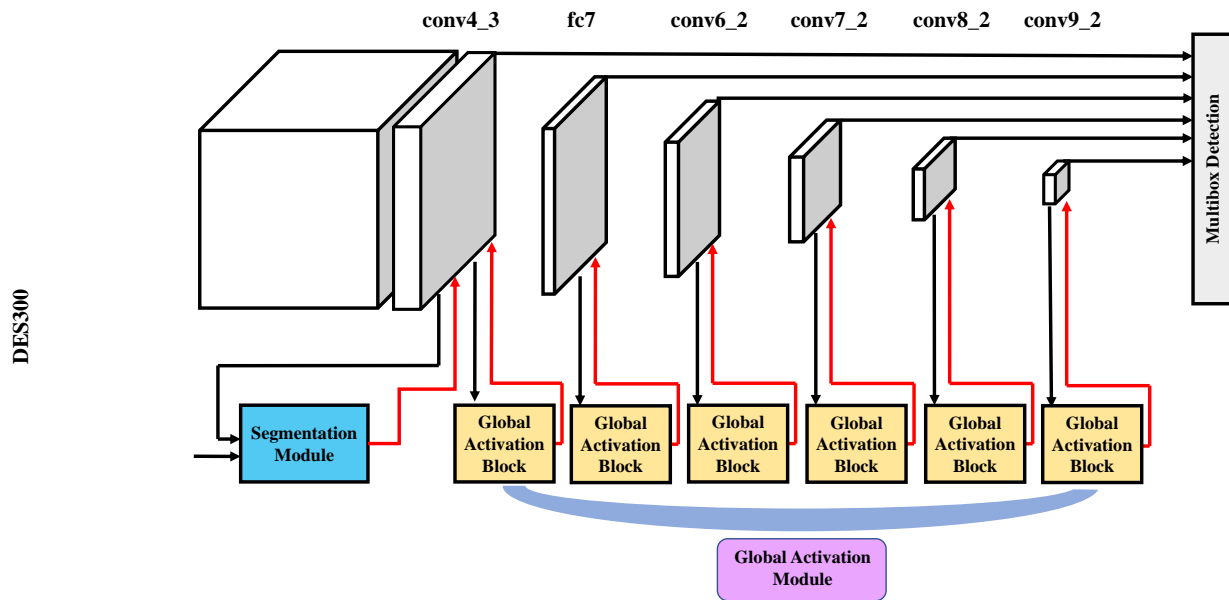 conv4_3 fc7 conv6_2 conv7_2 conv8_2 conv9_2
Multibox Detection
DES300
Segmentation
Module
Global
Activation
Block
Global
Activation
Block
Global
Activation
Block
Global
Activation
Block
Global
Activation
Block
Global
Activation
Block
Global Activation
Module